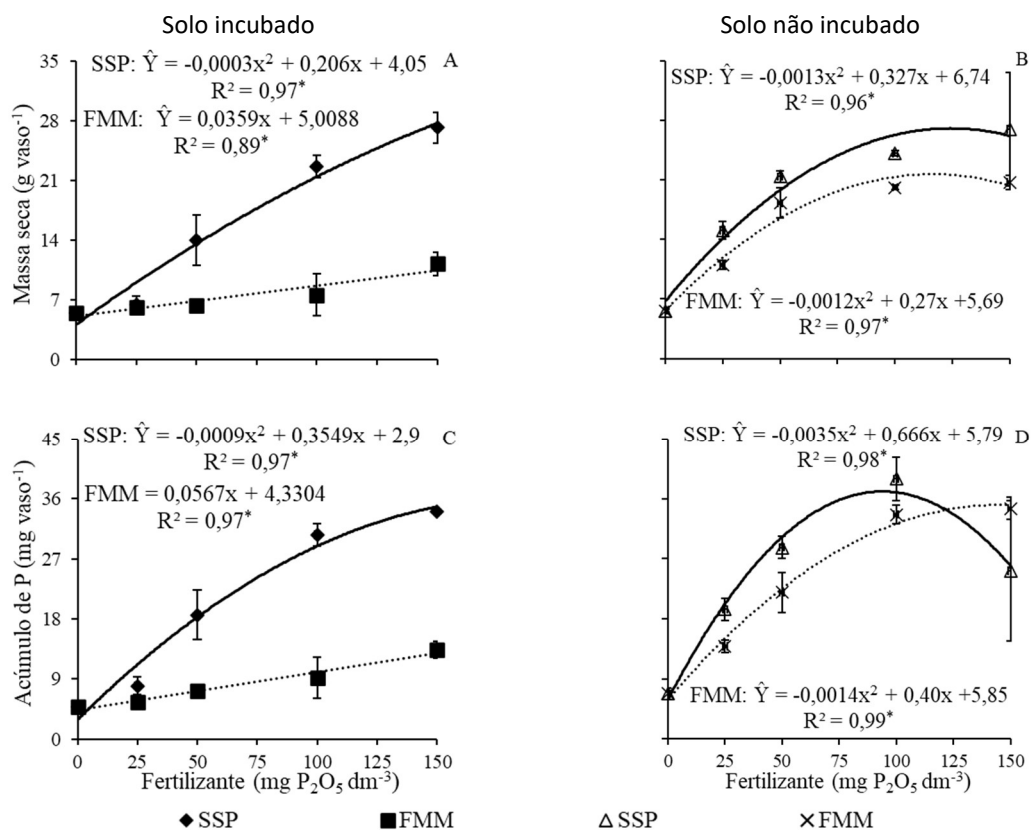 Solo incubado
Solo não incubado
35
28
21
14
7
0
Massa seca (g vaso⁻¹)
SSP: Ŷ = -0,0003x² + 0,206x + 4,05
R² = 0,97*
FMM: Ŷ = 0,0359x + 5,0088
R² = 0,89*
A
SSP: Ŷ = -0,0013x² + 0,327x + 6,74
R² = 0,96*
B
FMM: Ŷ = -0,0012x² + 0,27x +5,69
R² = 0,97*
45
36
27
18
9
0
Acúmulo de P (mg vaso⁻¹)
SSP: Ŷ = -0,0009x² + 0,3549x + 2,9
R² = 0,97*
FMM = 0,0567x + 4,3304
R² = 0,97*
C
SSP: Ŷ = -0,0035x² + 0,666x + 5,79
R² = 0,98*
D
FMM: Ŷ = -0,0014x² + 0,40x +5,85
R² = 0,99*
0 25 50 75 100 125 150
Fertilizante (mg P₂O₅ dm⁻³)
0 25 50 75 100 125 150
Fertilizante (mg P₂O₅ dm⁻³)
◆ SSP ■ FMM △ SSP × FMM